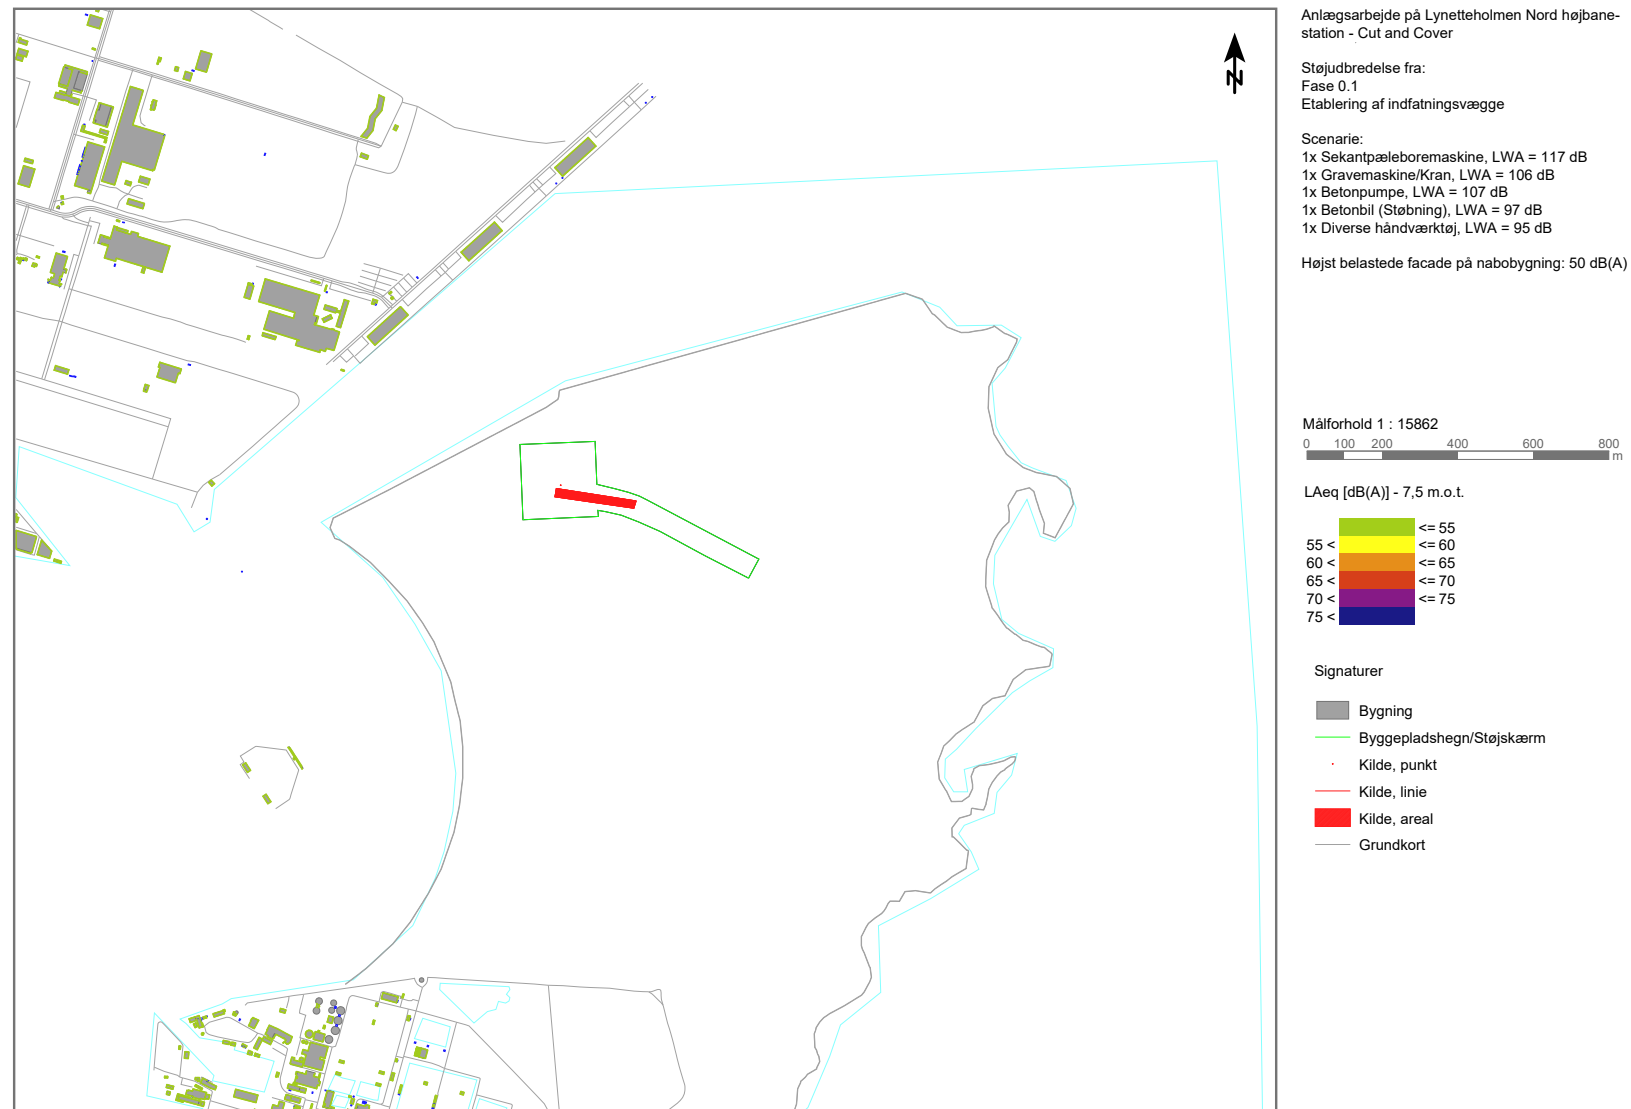 Anlægsarbejde på Lynetteholmen Nord højbane-
station - Cut and Cover
Støjudbredelse fra:
Fase 0.1
Etablering af indfatningsvægge
Scenarie:
1x Sekantpæleboremaskine, LWA = 117 dB
1x Gravemaskine/Kran, LWA = 106 dB
1x Betonpumpe, LWA = 107 dB
1x Betonbil (Støbning), LWA = 97 dB
1x Diverse håndværktøj, LWA = 95 dB
Højst belastede facade på nabobygning: 50 dB(A)
N
Målforhold 1 : 15862
0 100 200 400 600 800
m
LAeq [dB(A)] - 7,5 m.o.t.
<= 55
55 < <= 60
60 < <= 65
65 < <= 70
70 < <= 75
75 <
Signaturer
Bygning
Byggepladshegn/Støjskærm
Kilde, punkt
Kilde, linie
Kilde, areal
Grundkort